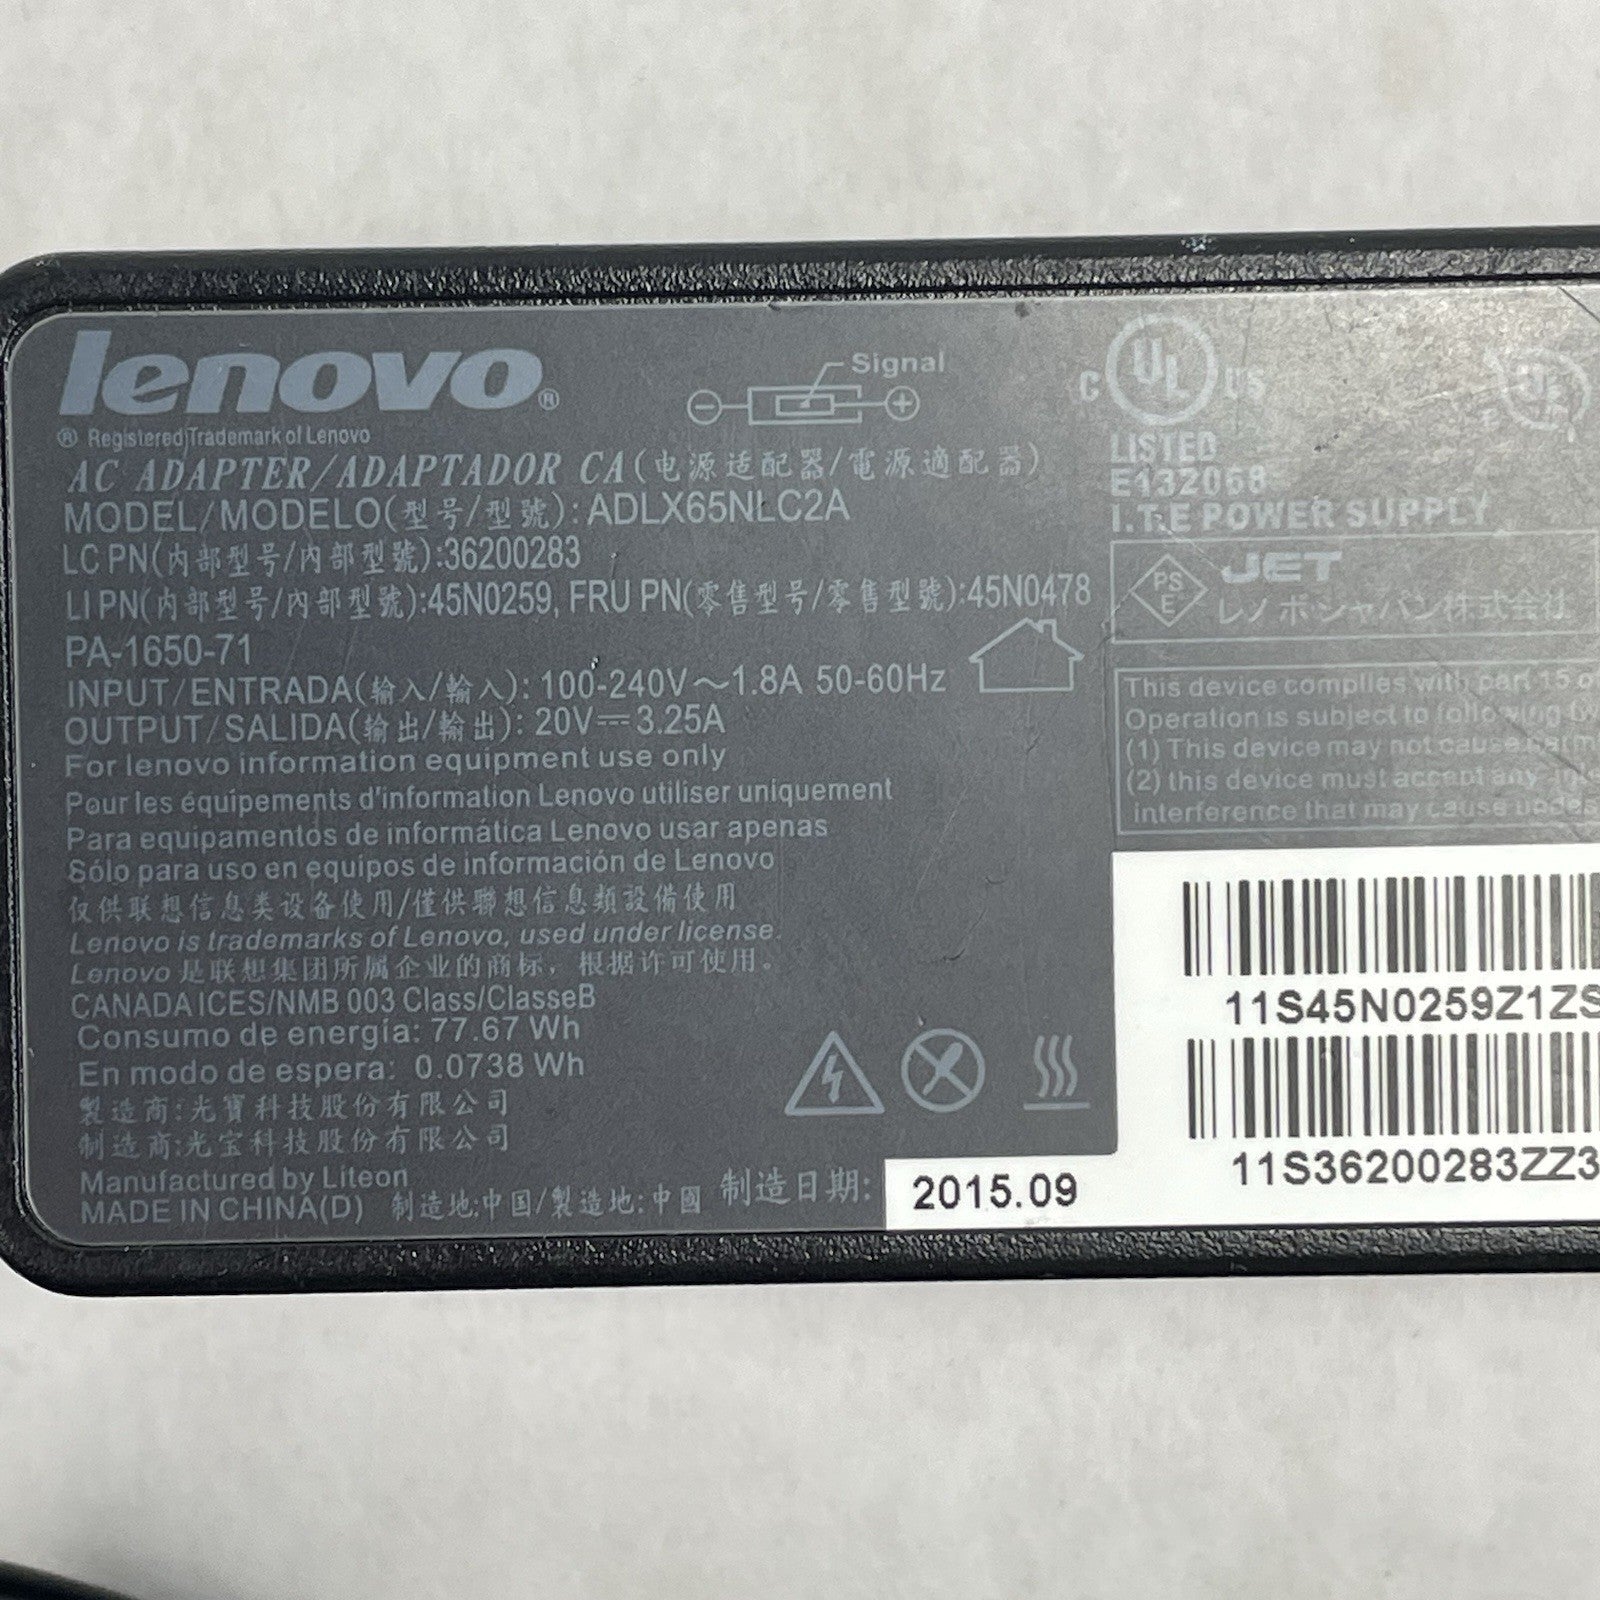 lenovo®
® Registered Trademark of Lenovo
Signal
AC ADAPTER/ADAPTADOR CA(电源适配器/電源適配器)
MODEL/MODELO(型号/型號):ADLX65NLC2A
LC PN(内部型号/內部型號):36200283
LI PN(内部型号/內部型號):45N0259, FRU PN(零售型号/零售型號):45N0478
PA-1650-71
INPUT/ENTRADA(输入/輸入): 100-240V～1.8A 50-60Hz
OUTPUT/SALIDA(输出/輸出): 20V⎓3.25A
For lenovo information equipment use only
Pour les équipements d'information Lenovo utiliser uniquement
Para equipamentos de informática Lenovo usar apenas
Sólo para uso en equipos de información de Lenovo
仅供联想信息类设备使用/僅供聯想信息類設備使用
Lenovo is trademarks of Lenovo, used under license.
Lenovo 是联想集团所属企业的商标，根据许可使用。
CANADA ICES/NMB 003 Class/ClasseB
Consumo de energía: 77.67 Wh
En modo de espera: 0.0738 Wh
製造商:光寶科技股份有限公司
制造商:光宝科技股份有限公司
Manufactured by Liteon
MADE IN CHINA(D) 制造地:中国/製造地:中國 制造日期: 2015.09
C UL US
LISTED
E132068
I.T.E POWER SUPPLY
PS E
JET
レノボ・ジャパン株式会社
This device complies with part 15 o
Operation is subject to following
(1) This device may not cause
(2) this device must accept any
interference that may cause
11S45N0259Z1ZS
11S36200283ZZ3